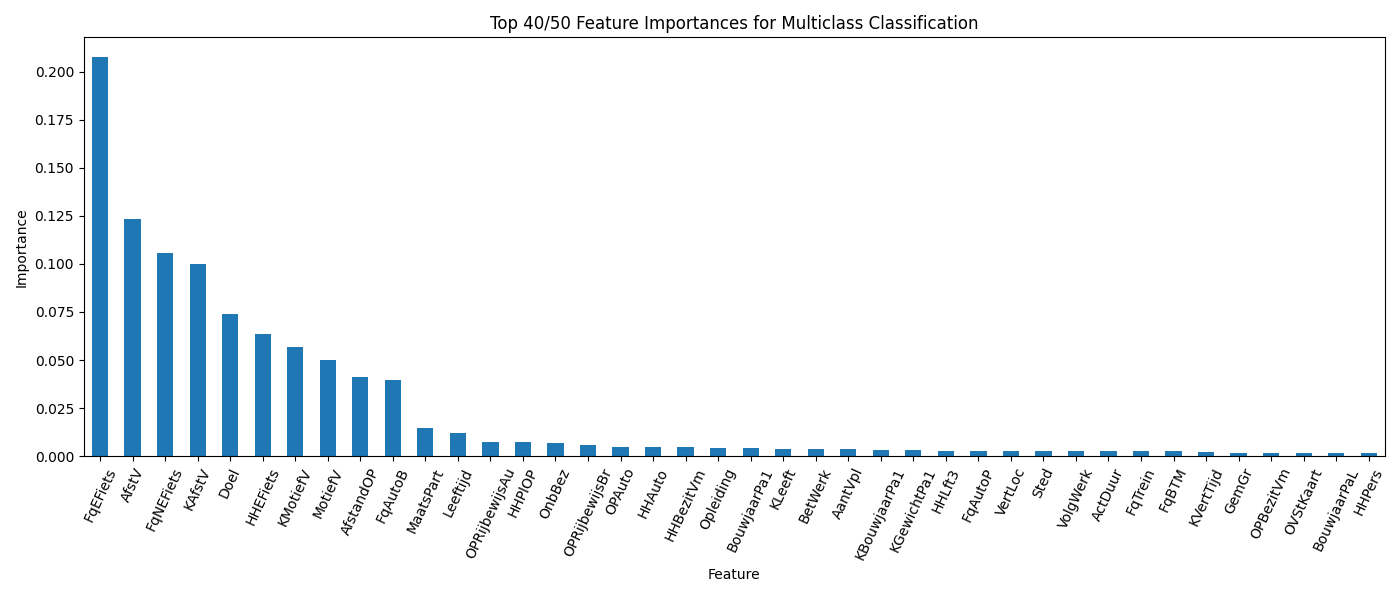 Top 40/50 Feature Importances for Multiclass Classification
Importance
0.200
0.175
0.150
0.125
0.100
0.075
0.050
0.025
0.000
FqEFiets
AfstV
FqNEFiets
KAfstV
Doel
HHEFiets
KMotiefV
MotiefV
AfstandOP
FqAutoB
MaatsPart
Leeftijd
OPRijbewijsAu
HHPlOP
OnbBez
OPRijbewijsBr
OPAuto
HHAuto
HHBezitVm
Opleiding
BouwjaarPa1
KLeeft
BetWerk
AantVpl
KBouwjaarPa1
KGewichtPa1
HHLft3
FqAutoP
VertLoc
Sted
VolgWerk
ActDuur
FqTrein
FqBTM
KVertTijd
GemGr
OPBezitVm
OVStKaart
BouwjaarPaL
HHPers
Feature